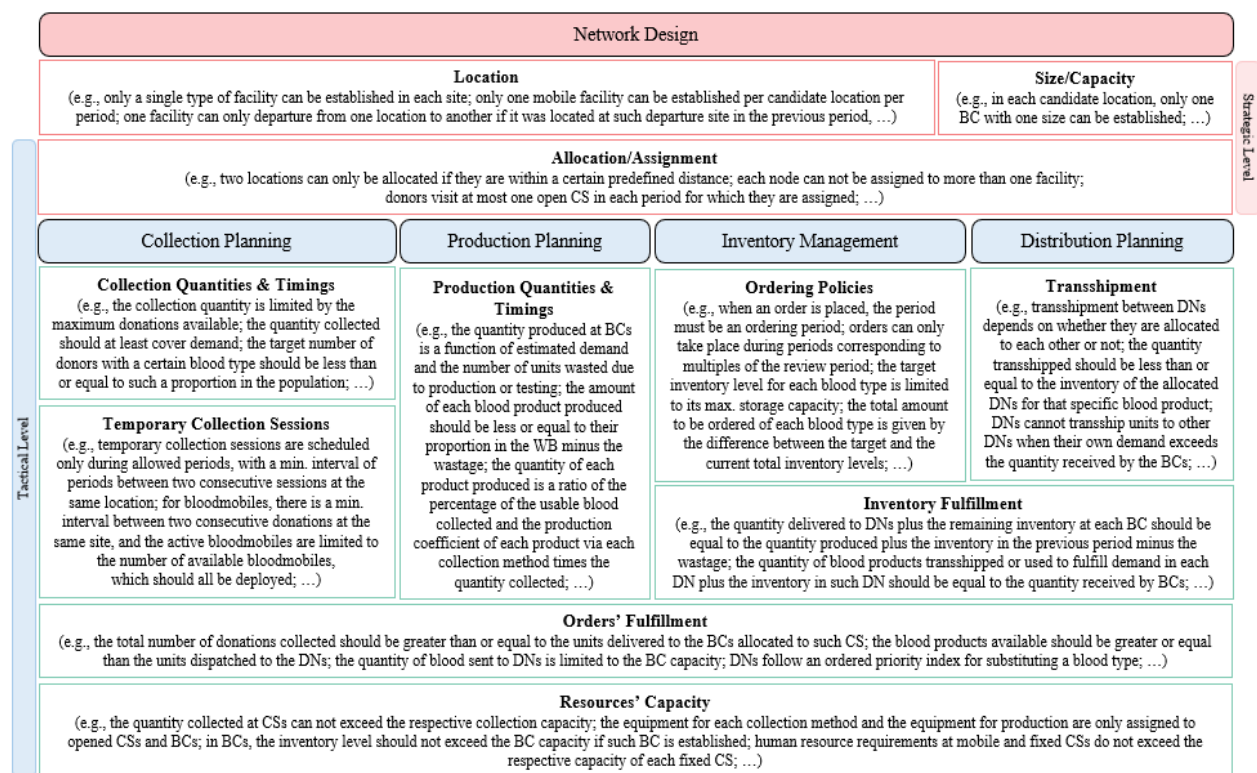 Network Design
Location
(e.g., only a single type of facility can be established in each site; only one mobile facility can be established per candidate location per
period; one facility can only departure from one location to another if it was located at such departure site in the previous period, …)
Size/Capacity
(e.g., in each candidate location, only one
BC with one size can be established; …)
Strategic Level
Allocation/Assignment
(e.g., two locations can only be allocated if they are within a certain predefined distance; each node can not be assigned to more than one facility;
donors visit at most one open CS in each period for which they are assigned; …)
Tactical Level
Collection Planning
Production Planning
Inventory Management
Distribution Planning
Collection Quantities & Timings
(e.g., the collection quantity is limited by the
maximum donations available; the quantity collected
should at least cover demand; the target number of
donors with a certain blood type should be less than
or equal to such a proportion in the population; …)
Temporary Collection Sessions
(e.g., temporary collection sessions are scheduled
only during allowed periods, with a min. interval of
periods between two consecutive sessions at the
same location; for bloodmobiles, there is a min.
interval between two consecutive donations at the
same site, and the active bloodmobiles are limited to
the number of available bloodmobiles,
which should all be deployed; …)
Production Quantities &
Timings
(e.g., the quantity produced at BCs
is a function of estimated demand
and the number of units wasted due
to production or testing; the amount
of each blood product produced
should be less or equal to their
proportion in the WB minus the
wastage; the quantity of each
product produced is a ratio of the
percentage of the usable blood
collected and the production
coefficient of each product via each
collection method times the
quantity collected; …)
Ordering Policies
(e.g., when an order is placed, the period
must be an ordering period; orders can only
take place during periods corresponding to
multiples of the review period; the target
inventory level for each blood type is limited
to its max. storage capacity; the total amount
to be ordered of each blood type is given by
the difference between the target and the
current total inventory levels; …)
Transshipment
(e.g., transshipment between DNs
depends on whether they are allocated
to each other or not; the quantity
transshipped should be less than or
equal to the inventory of the allocated
DNs for that specific blood product;
DNs cannot transship units to other
DNs when their own demand exceeds
the quantity received by the BCs; …)
Inventory Fulfillment
(e.g., the quantity delivered to DNs plus the remaining inventory at each BC should be
equal to the quantity produced plus the inventory in the previous period minus the
wastage; the quantity of blood products transshipped or used to fulfill demand in each
DN plus the inventory in such DN should be equal to the quantity received by BCs; …)
Orders’ Fulfillment
(e.g., the total number of donations collected should be greater than or equal to the units delivered to the BCs allocated to such CS; the blood products available should be greater or equal
than the units dispatched to the DNs; the quantity of blood sent to DNs is limited to the BC capacity; DNs follow an ordered priority index for substituting a blood type; …)
Resources’ Capacity
(e.g., the quantity collected at CSs can not exceed the respective collection capacity; the equipment for each collection method and the equipment for production are only assigned to
opened CSs and BCs; in BCs, the inventory level should not exceed the BC capacity if such BC is established; human resource requirements at mobile and fixed CSs do not exceed the
respective capacity of each fixed CS; …)